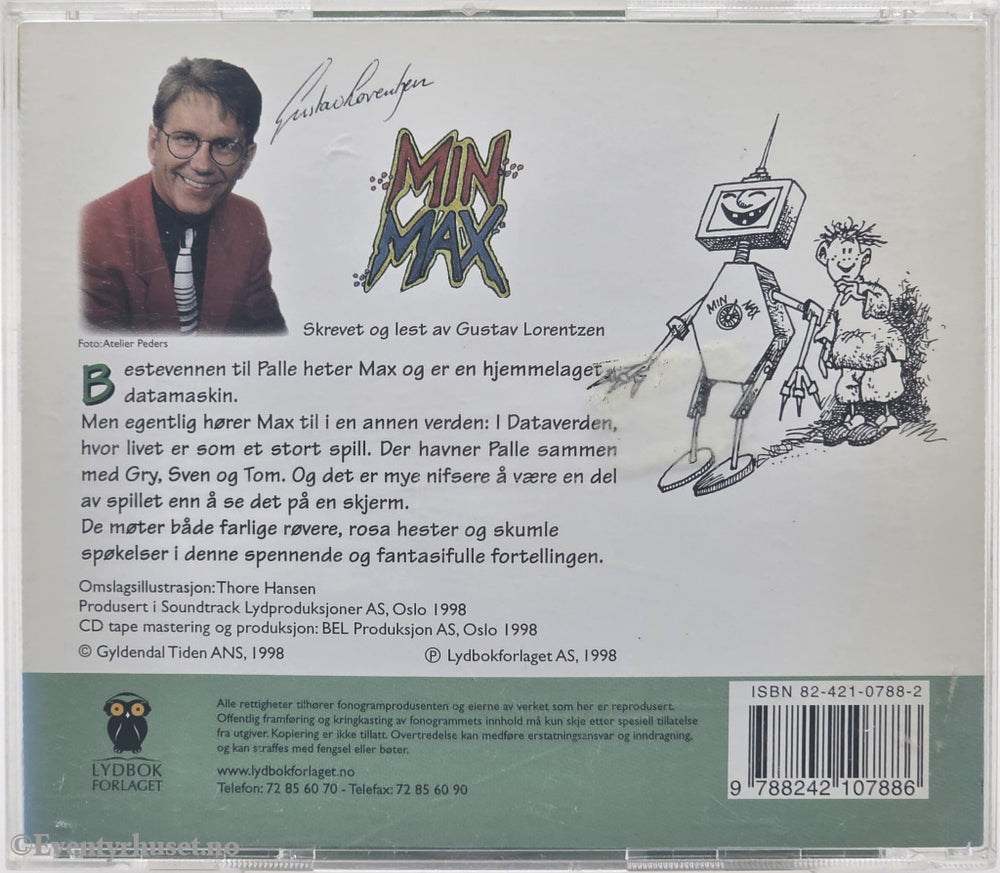 Gustav Lorentzen
MIN
MAX
MIN MAX
Skrevet og lest av Gustav Lorentzen
Foto: Atelier Peders
Bestevennen til Palle heter Max og er en hjemmelaget
datamaskin.
Men egentlig hører Max til i en annen verden: I Dataverden,
hvor livet er som et stort spill. Der havner Palle sammen
med Gry, Sven og Tom. Og det er mye nifsere å være en del
av spillet enn å se det på en skjerm.
De møter både farlige røvere, rosa hester og skumle
spøkelser i denne spennende og fantasifulle fortellingen.
Omslagsillustrasjon: Thore Hansen
Produsert i Soundtrack Lydproduksjoner AS, Oslo 1998
CD tape mastering og produksjon: BEL Produksjon AS, Oslo 1998
© Gyldendal Tiden ANS, 1998
℗ Lydbokforlaget AS, 1998
LYDBOK
FORLAGET
Alle rettigheter tilhører fonogramprodusenten og eierne av verket som her er reprodusert.
Offentlig framføring og kringkasting av fonogrammets innhold må kun skje etter spesiell tillatelse
fra utgiver. Kopiering er ikke tillatt. Overtredelse kan medføre erstatningsansvar og inndragning,
og kan straffes med fengsel eller bøter.
www.lydbokforlaget.no
Telefon: 72 85 60 70 - Telefax: 72 85 60 90
ISBN 82-421-0788-2
9 788242 107886
©Eventyrhuset.no